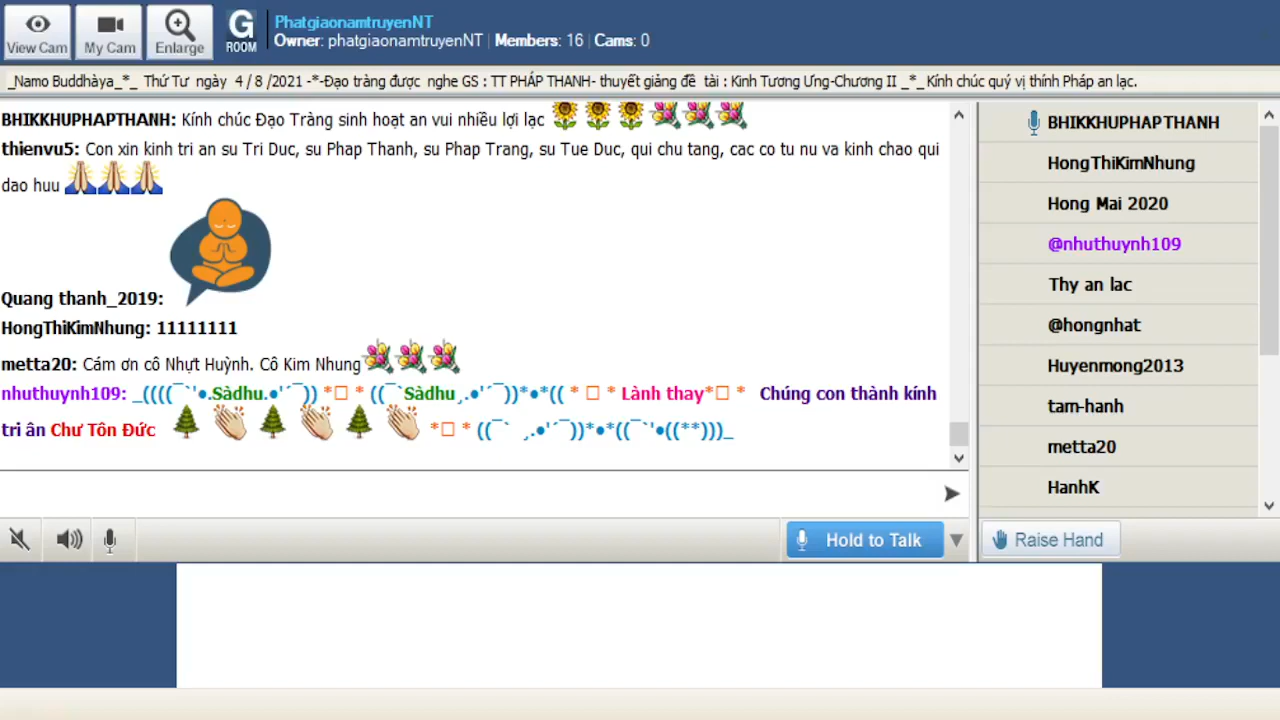 View Cam
My Cam
Enlarge
G
ROOM
PhatgiaonamtruyenNT
Owner: phatgiaonamtruyenNT | Members: 16 | Cams: 0
_Namo Buddhàya_*_ Thứ Tư ngày 4 / 8 /2021 -*-Đạo tràng được nghe GS : TT PHÁP THANH- thuyết giảng đề tài : Kinh Tương Ưng-Chương II _*_ Kính chúc quý vị thính Pháp an lạc.
BHIKKHUPHAPTHANH: Kính chúc Đạo Tràng sinh hoạt an vui nhiều lợi lạc
thienvu5: Con xin kinh tri an su Tri Duc, su Phap Thanh, su Phap Trang, su Tue Duc, qui chu tang, cac co tu nu va kinh chao qui
dao huu
Quang thanh_2019:
HongThiKimNhung: 11111111
metta20: Cám ơn cô Nhựt Huỳnh. Cô Kim Nhung
nhuthuynh109: _((((¯`'•.Sàdhu.•'´¯)) *□ * ((¯`Sàdhu¸.•'´¯))*•*(( * □ * Lành thay*□ * Chúng con thành kính
tri ân Chư Tôn Đức *□ * ((¯` ¸.•'´¯))*•*((¯`'•((**)))_
BHIKKHUPHAPTHANH
HongThiKimNhung
Hong Mai 2020
@nhuthuynh109
Thy an lac
@hongnhat
Huyenmong2013
tam-hanh
metta20
HanhK
Hold to Talk
Raise Hand